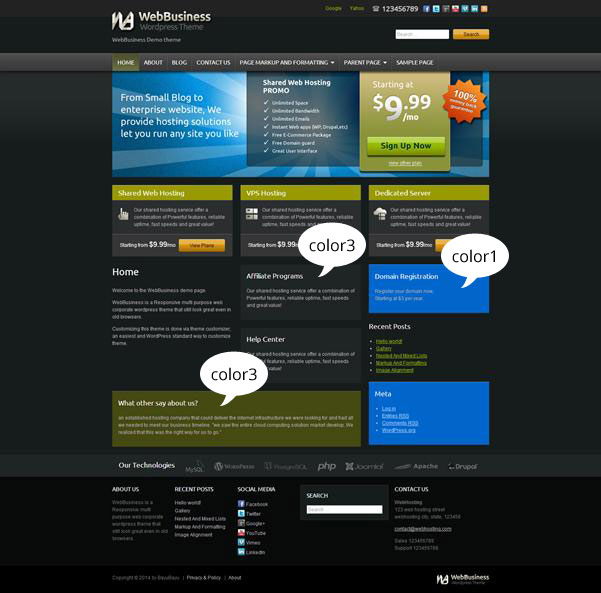 Google Yahoo 123456789
WebBusiness
Wordpress Theme
WebBusiness Demo theme
Search... Search
HOME ABOUT BLOG CONTACT US PAGE MARKUP AND FORMATTING PARENT PAGE SAMPLE PAGE
From Small Blog to
enterprise website, We
provide hosting solutions
let you run any site you like
Shared Web Hosting
PROMO
Unlimited Space
Unlimited Bandwidth
Unlimited Emails
Instant Web apps (WP, Drupal,etc)
Free E-Commerce Package
Free Domain guard
Great User Interface
Starting at
$9.99
/mo
Sign Up Now
view other plan
100%
Shared Web Hosting
Our shared hosting service offer a
combination of Powerful features, reliable
uptime, fast speeds and great value!
Starting from $9.99/mo View Plans
VPS Hosting
Our shared hosting service offer a
combination of Powerful features, reliable
uptime, fast speeds and great value!
Starting from $9.99
Dedicated Server
Our shared hosting service offer a
combination of Powerful features, reliable
uptime, fast speeds and great value!
Starting from $9.99/mo
color3
color1
Home
Welcome to the WebBusiness demo page.
WebBusiness is a Responsive multi purpose web
corporate wordpress theme that still look great even in
old browsers.
Customizing this theme is done via theme customizer,
an easiest and WordPress standard way to customize
theme.
Affiliate Programs
Our shared hosting service offer a combination of
Powerful features, reliable uptime, fast speeds
and great value!
Help Center
Our shared hosting service offer a combination of
Powerful features, reliable uptime, fast speeds
and great value!
Domain Registration
Register your domain now.
Starting at $3 per year.
Recent Posts
Hello world!
Gallery
Nested And Mixed Lists
Markup And Formatting
Image Alignment
color3
What other say about us?
an established hosting company that could deliver the internet infrastructure we were looking for and had all
we needed to meet our business timeline. "we saw the entire cloud computing solution market develop. We
realized that this was the right way for us to go."
Meta
Log in
Entries RSS
Comments RSS
WordPress.org
Our Technologies MySQL WordPress PostgreSQL php Joomla! Apache Drupal
ABOUT US
WebBusiness is a
Responsive multi
purpose web corporate
wordpress theme that
still look great even in
old browsers.
RECENT POSTS
Hello world!
Gallery
Nested And Mixed Lists
Markup And Formatting
Image Alignment
SOCIAL MEDIA
Facebook
Twitter
Google+
YouTube
Vimeo
LinkedIn
SEARCH
Search...
CONTACT US
WebHosting
123 web hosting street
webhosting city, state, 123456
contact@webhosting.com
Sales 123456789
Support 123456789
Copyright © 2014 by BayuBayu. | Privacy & Policy | About
WebBusiness
Wordpress Theme